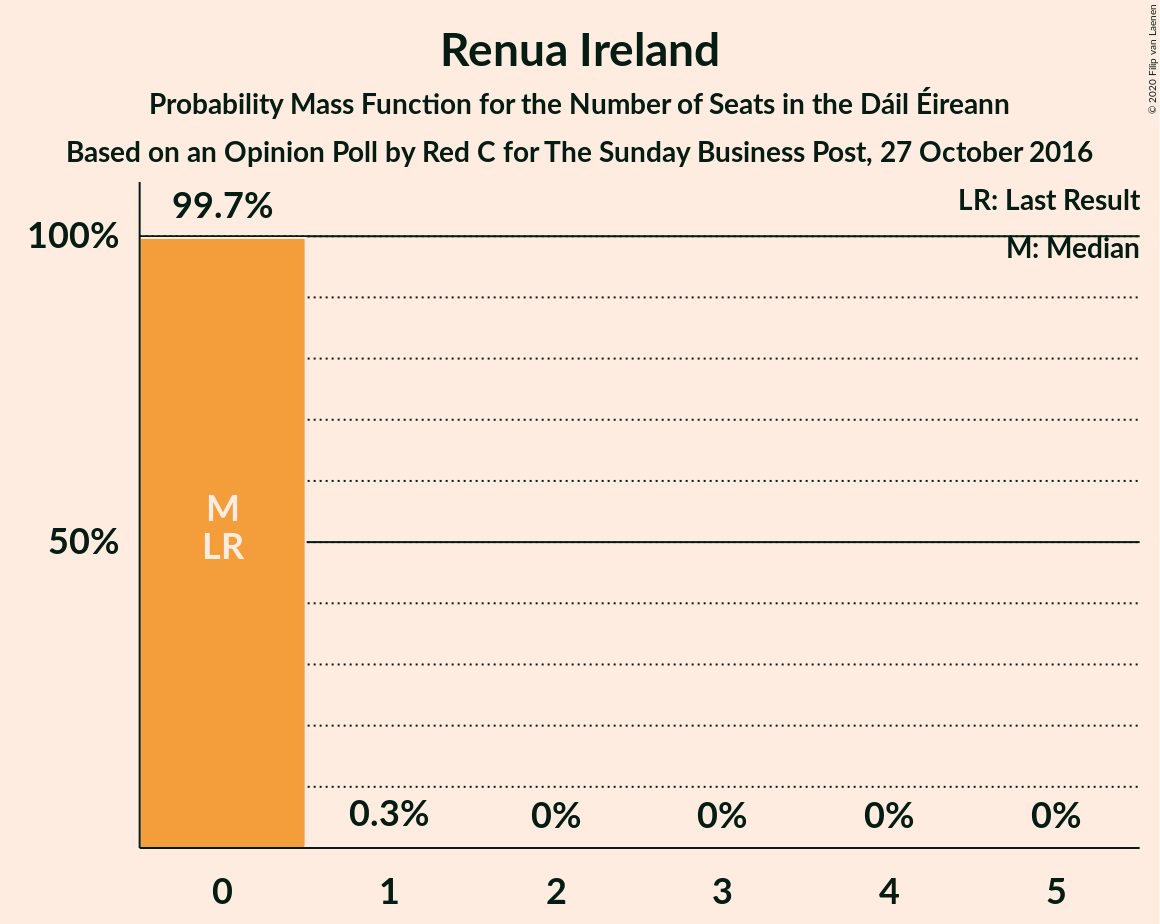 Renua Ireland
Probability Mass Function for the Number of Seats in the Dáil Éireann
Based on an Opinion Poll by Red C for The Sunday Business Post, 27 October 2016
© 2020 Filip van Laenen
LR: Last Result
M: Median
99.7%
100%
50%
M
LR
0.3%
0%
0%
0%
0%
0
1
2
3
4
5